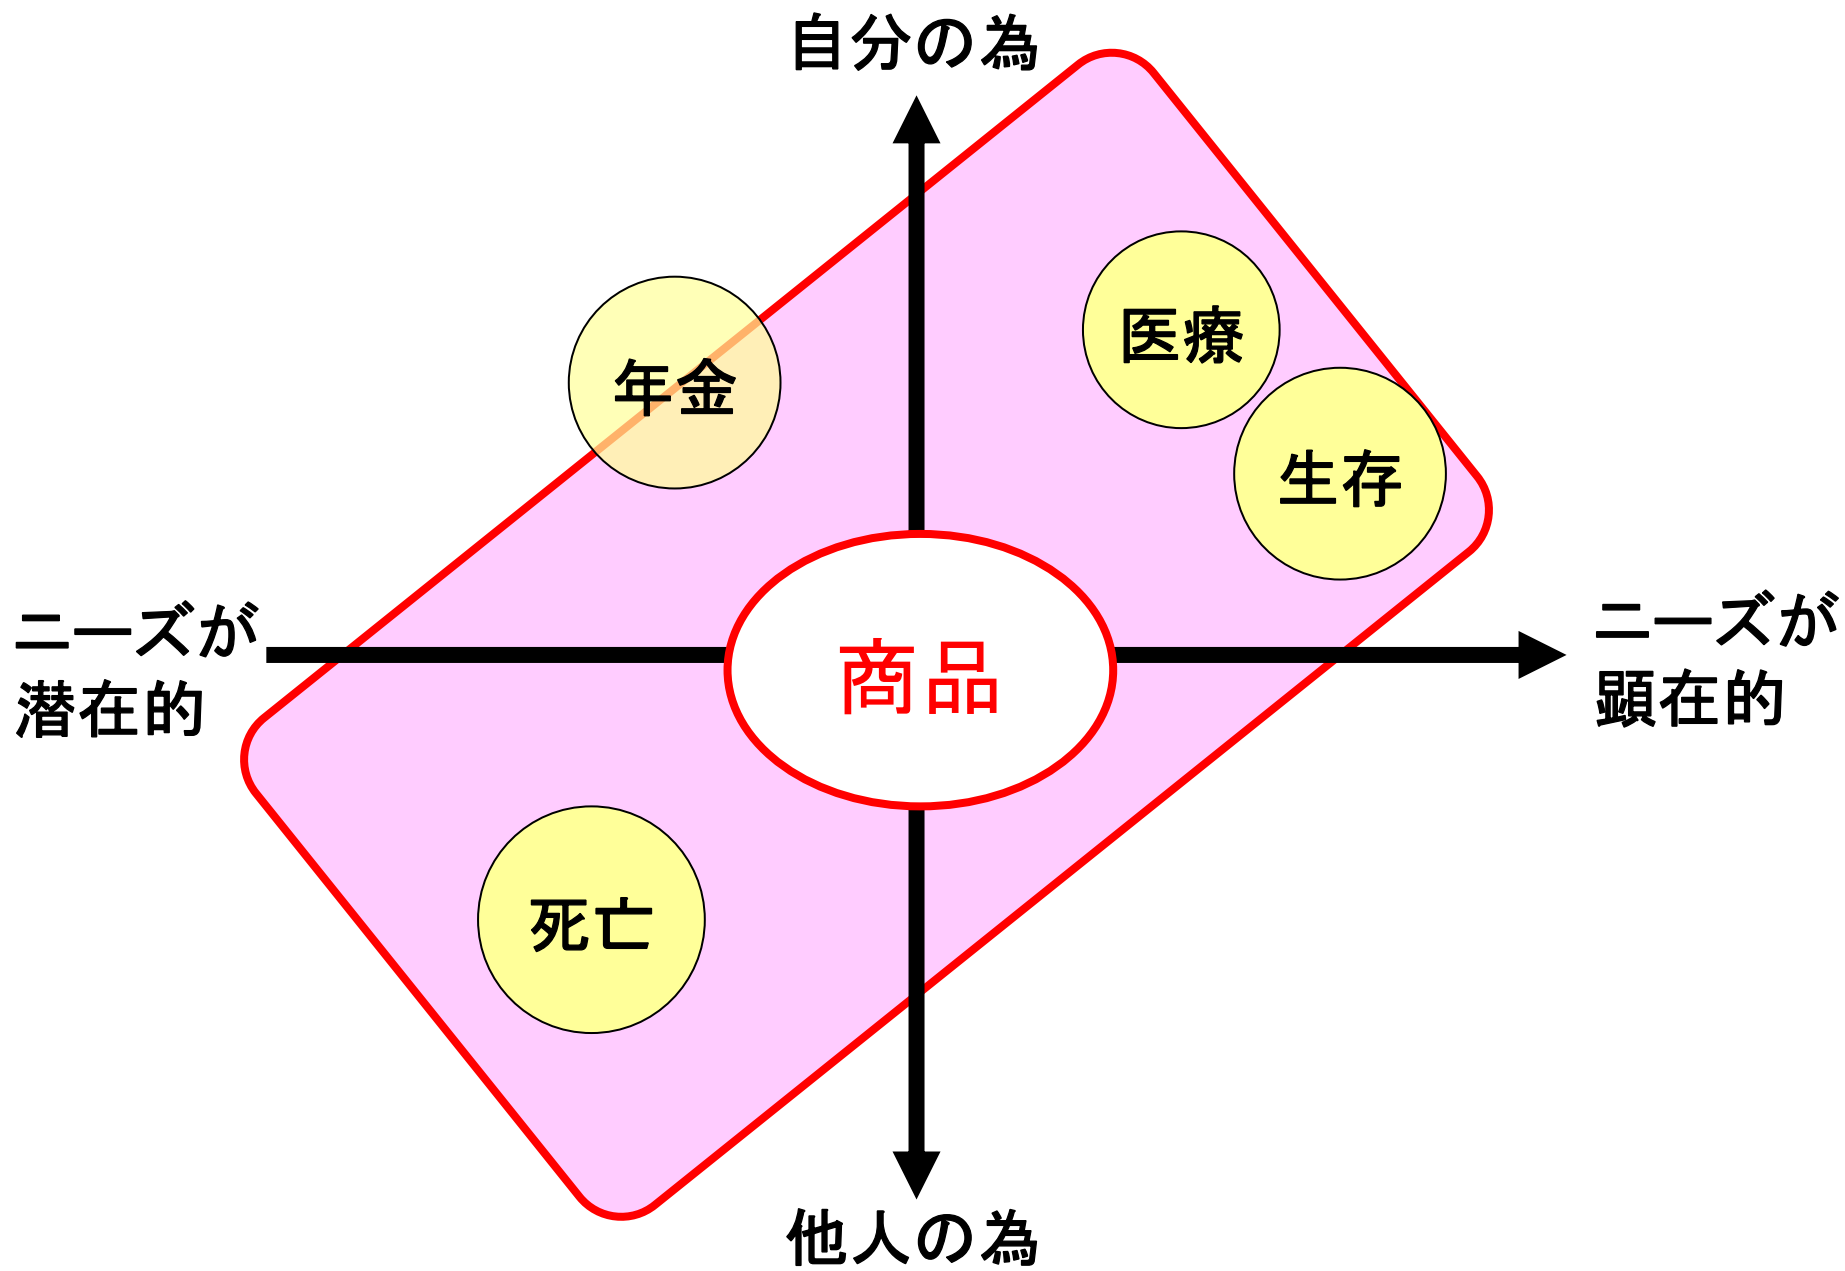 自分の為
医療
年金
生存
ニーズが
潜在的
商品
ニーズが
顕在的
死亡
他人の為